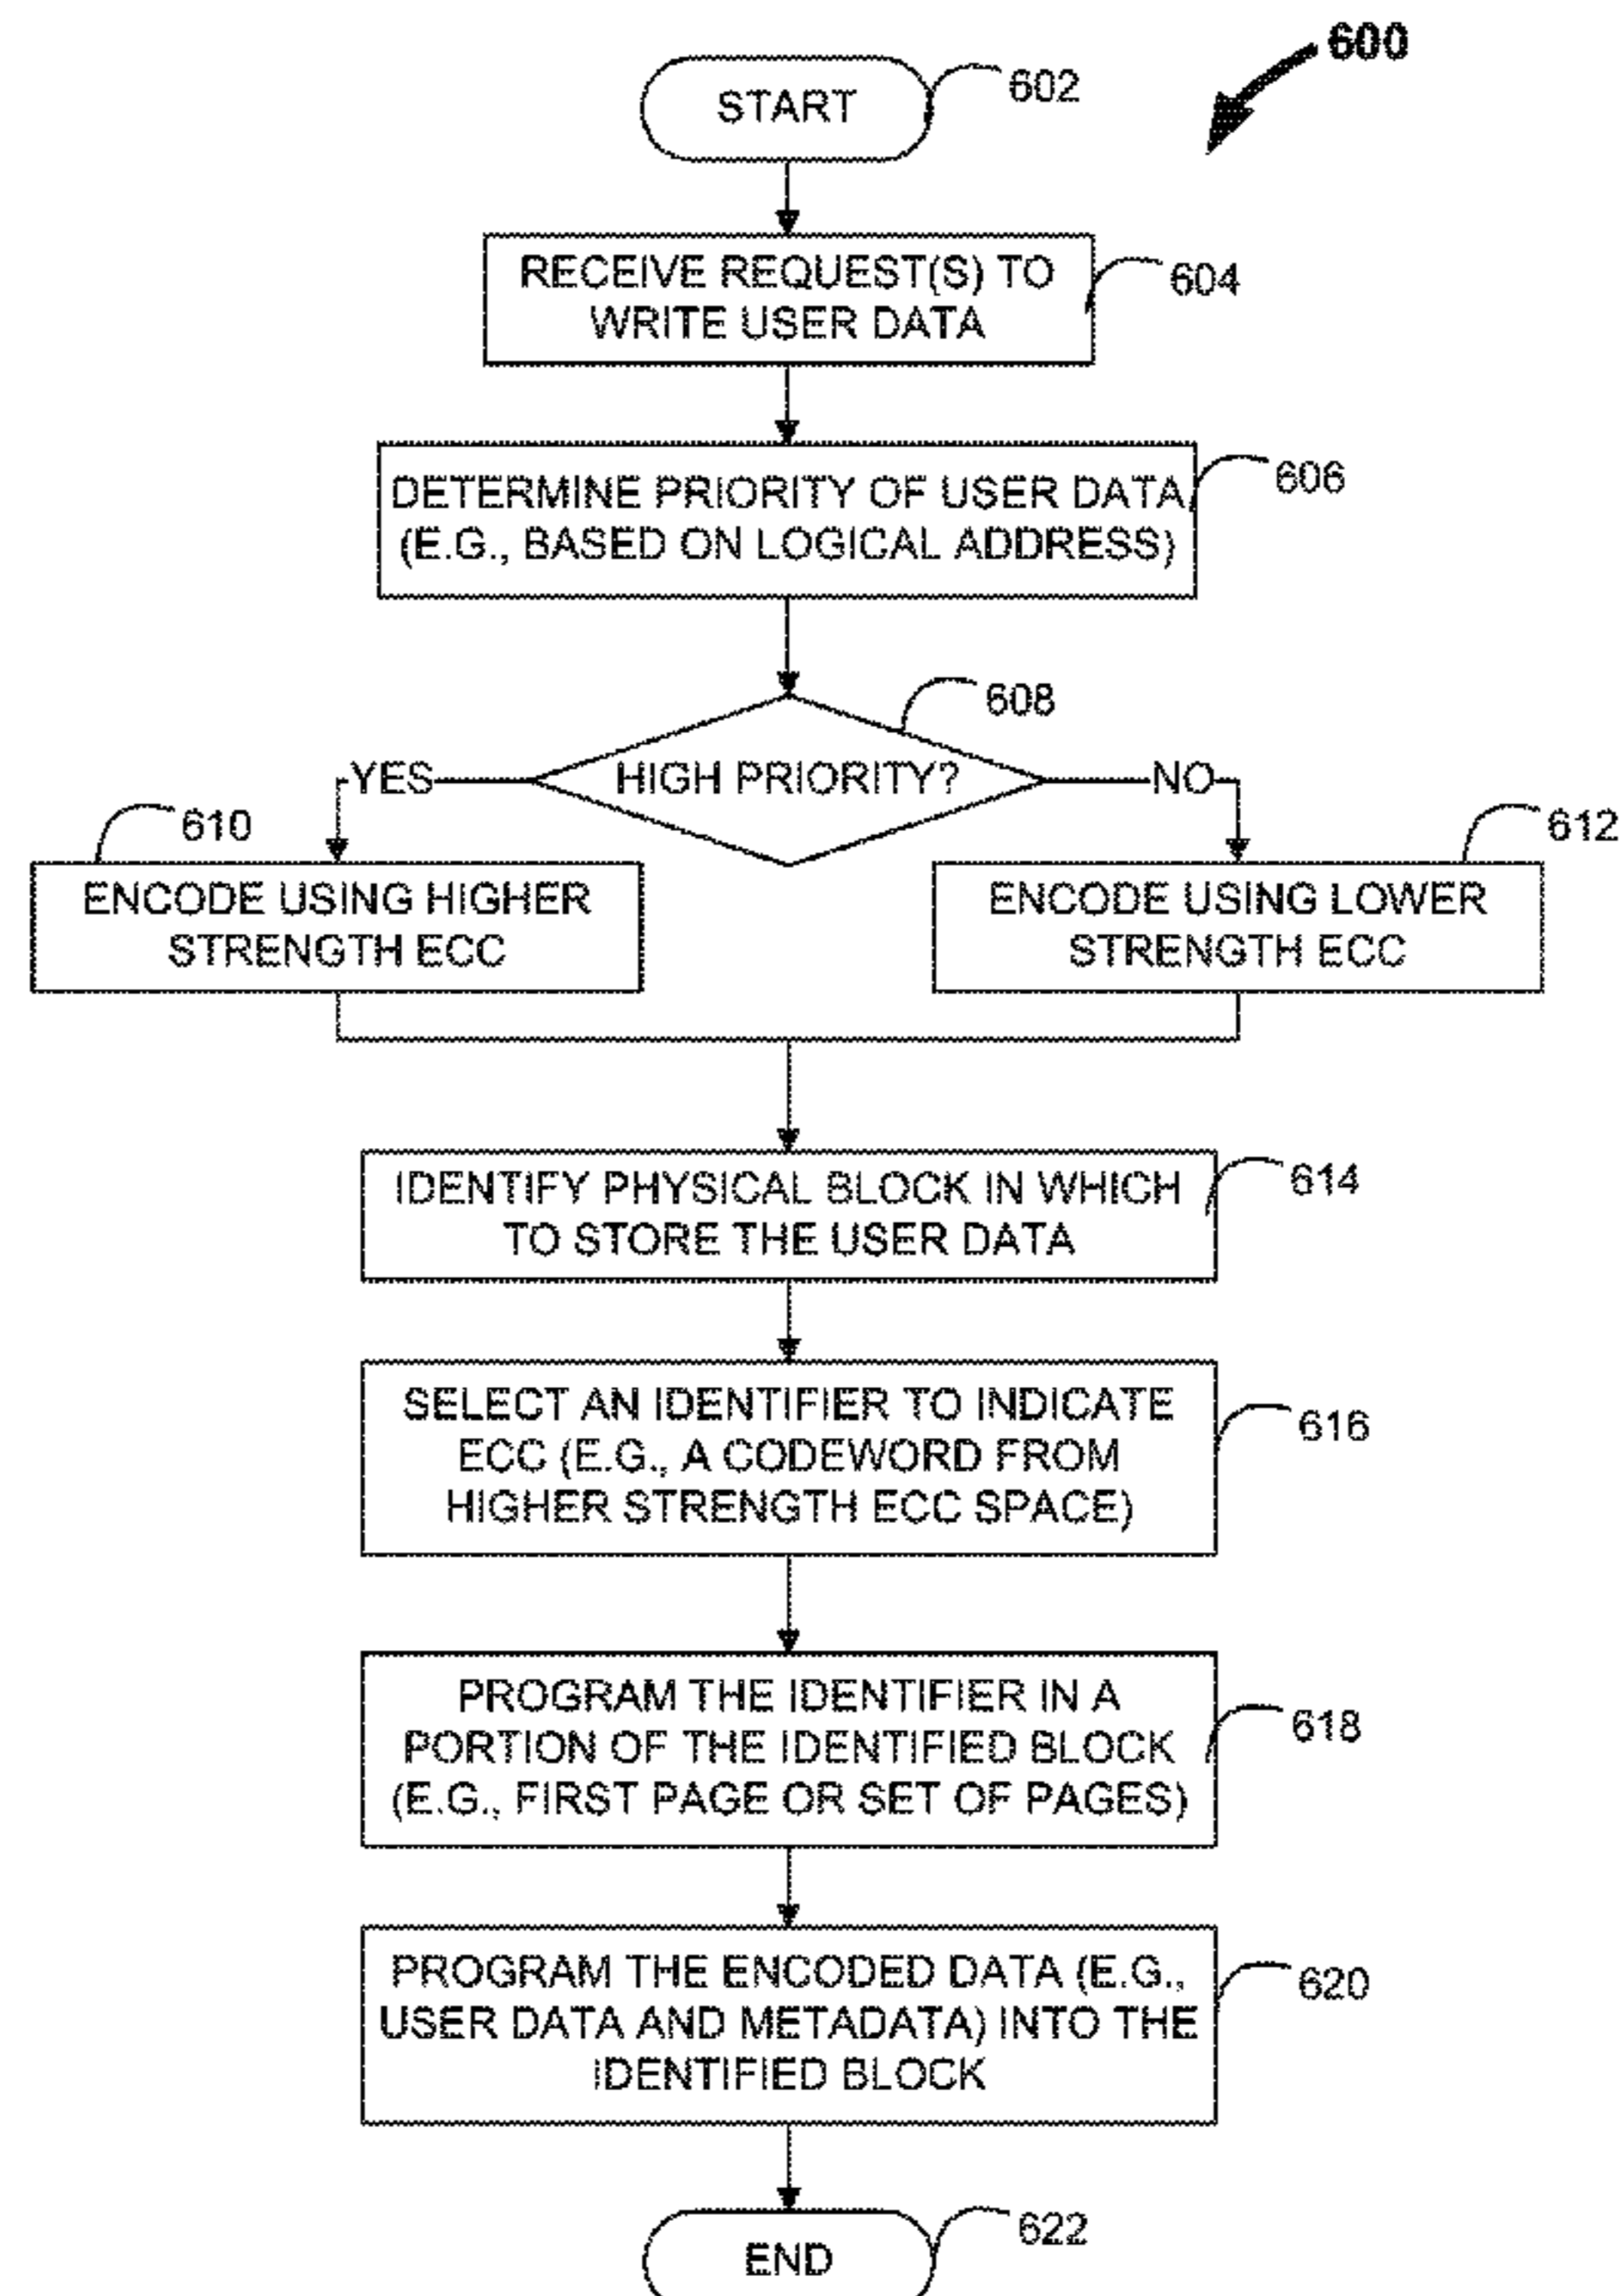 600
START
602
RECEIVE REQUEST(S) TO
WRITE USER DATA
604
DETERMINE PRIORITY OF USER DATA
(E.G., BASED ON LOGICAL ADDRESS)
606
608
YES
HIGH PRIORITY?
NO
610
612
ENCODE USING HIGHER
STRENGTH ECC
ENCODE USING LOWER
STRENGTH ECC
IDENTIFY PHYSICAL BLOCK IN WHICH
TO STORE THE USER DATA
614
SELECT AN IDENTIFIER TO INDICATE
ECC (E.G., A CODEWORD FROM
HIGHER STRENGTH ECC SPACE)
616
PROGRAM THE IDENTIFIER IN A
PORTION OF THE IDENTIFIED BLOCK
(E.G., FIRST PAGE OR SET OF PAGES)
618
PROGRAM THE ENCODED DATA (E.G.,
USER DATA AND METADATA) INTO THE
IDENTIFIED BLOCK
620
END
622